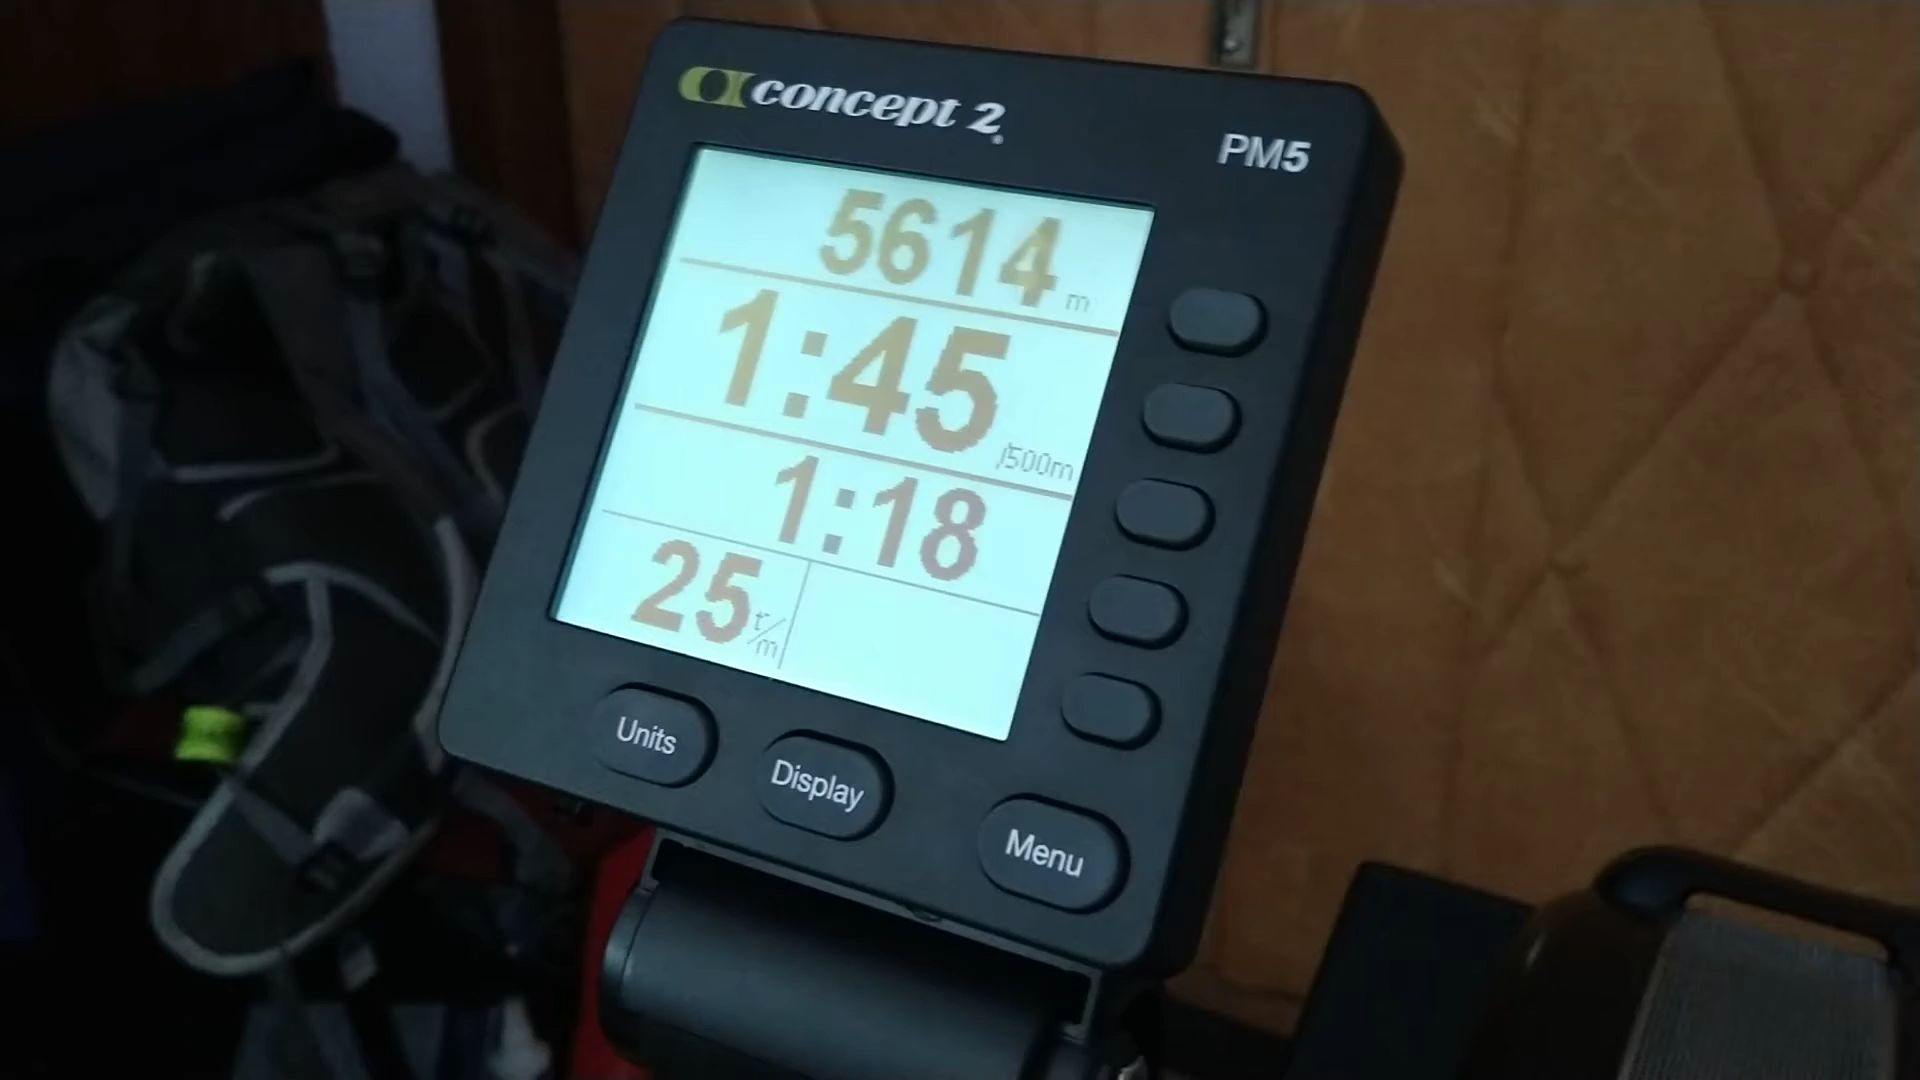 concept 2
PM5
5614 m
1:45 /500m
1:18
25 t/m
Units
Display
Menu